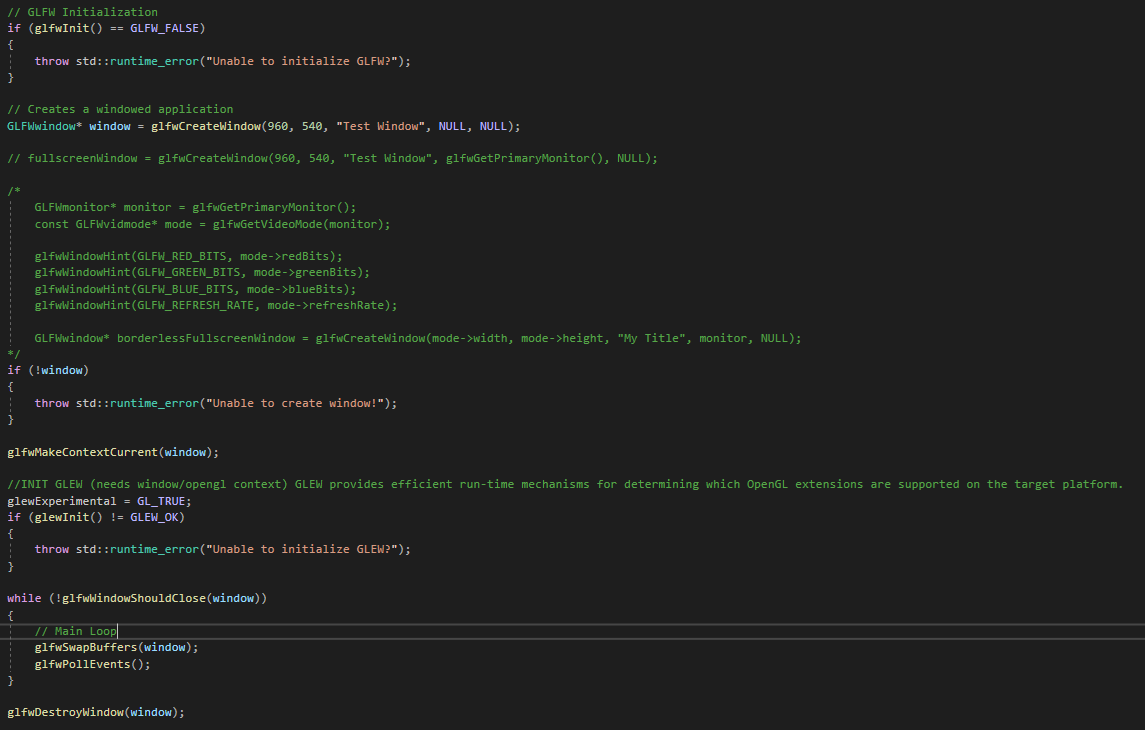 // GLFW Initialization
if (glfwInit() == GLFW_FALSE)
{
    throw std::runtime_error("Unable to initialize GLFW?");
}

// Creates a windowed application
GLFWwindow* window = glfwCreateWindow(960, 540, "Test Window", NULL, NULL);

// fullscreenWindow = glfwCreateWindow(960, 540, "Test Window", glfwGetPrimaryMonitor(), NULL);

/*
    GLFWmonitor* monitor = glfwGetPrimaryMonitor();
    const GLFWvidmode* mode = glfwGetVideoMode(monitor);

    glfwWindowHint(GLFW_RED_BITS, mode->redBits);
    glfwWindowHint(GLFW_GREEN_BITS, mode->greenBits);
    glfwWindowHint(GLFW_BLUE_BITS, mode->blueBits);
    glfwWindowHint(GLFW_REFRESH_RATE, mode->refreshRate);

    GLFWwindow* borderlessFullscreenWindow = glfwCreateWindow(mode->width, mode->height, "My Title", monitor, NULL);
*/
if (!window)
{
    throw std::runtime_error("Unable to create window!");
}

glfwMakeContextCurrent(window);

//INIT GLEW (needs window/opengl context) GLEW provides efficient run-time mechanisms for determining which OpenGL extensions are supported on the target platform.
glewExperimental = GL_TRUE;
if (glewInit() != GLEW_OK)
{
    throw std::runtime_error("Unable to initialize GLEW?");
}

while (!glfwWindowShouldClose(window))
{
    // Main Loop
    glfwSwapBuffers(window);
    glfwPollEvents();
}

glfwDestroyWindow(window);